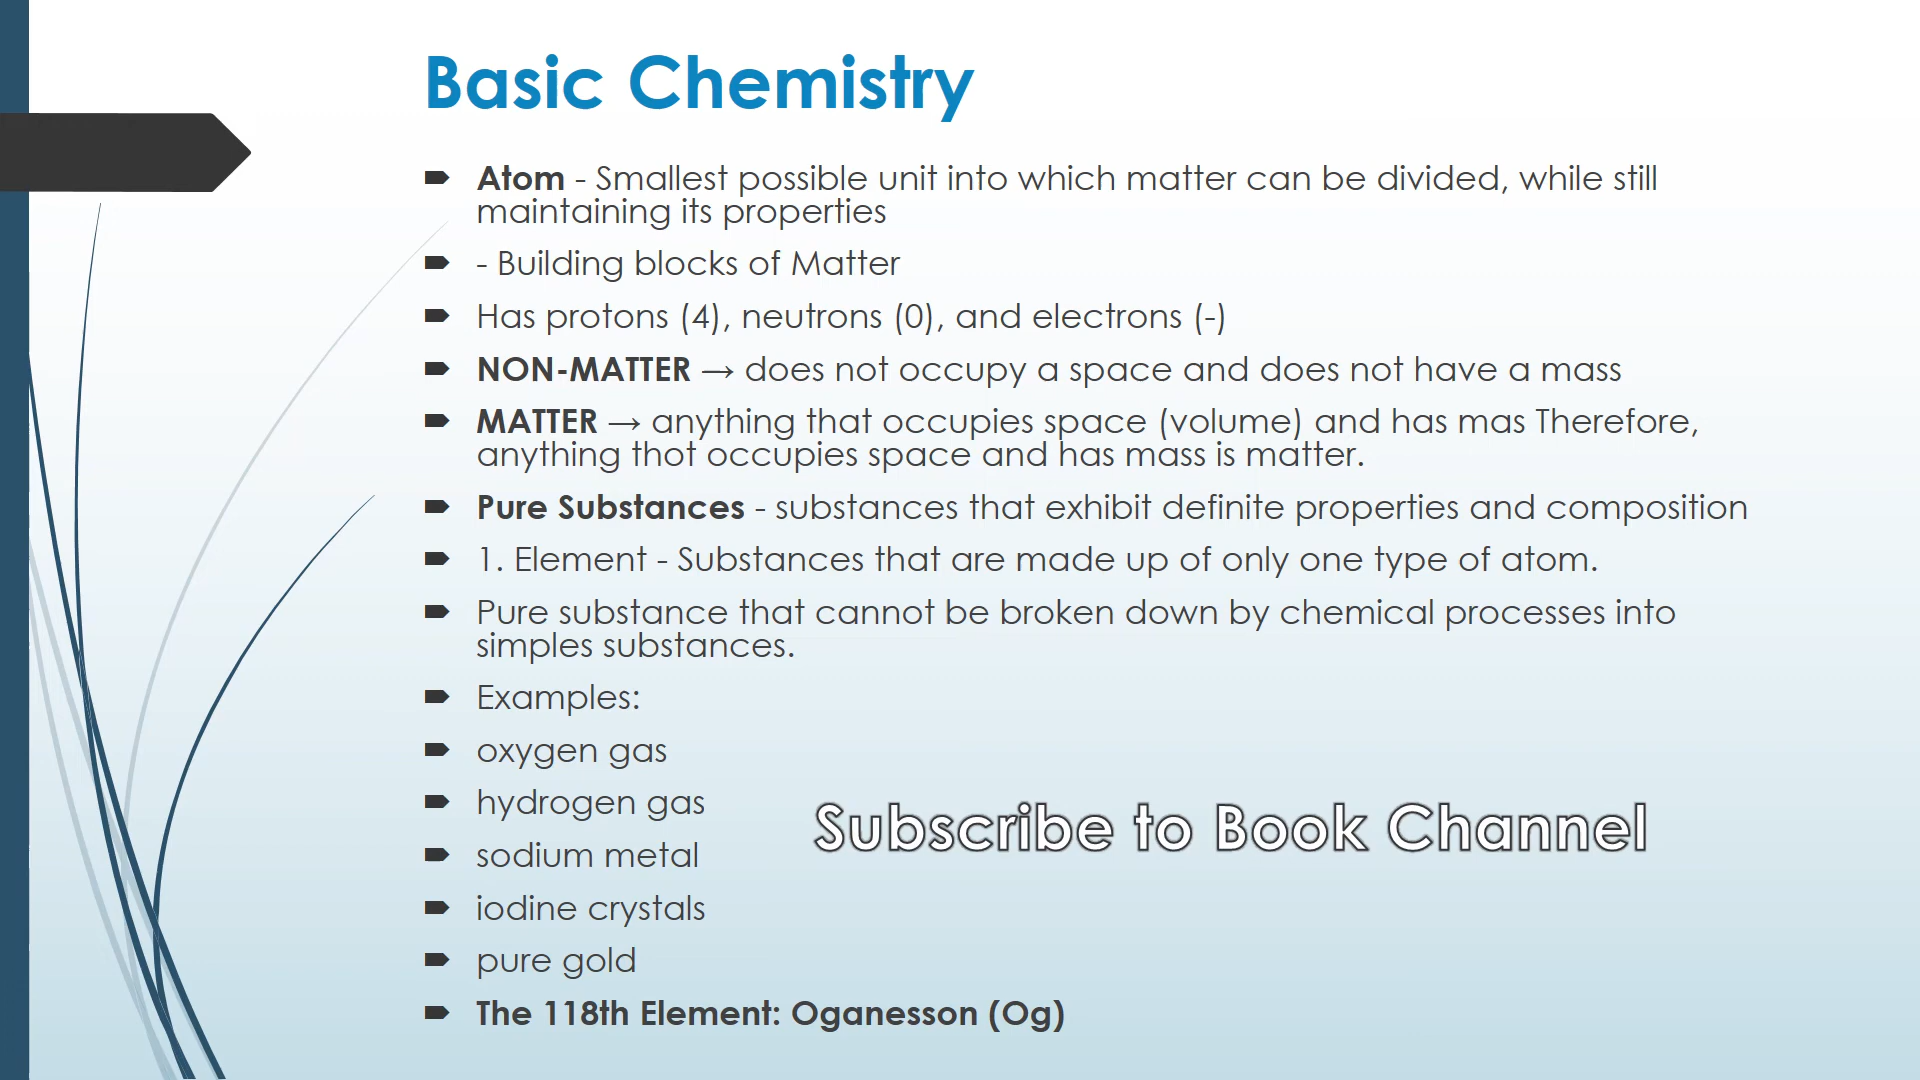 Basic Chemistry
Atom - Smallest possible unit into which matter can be divided, while still
maintaining its properties
- Building blocks of Matter
Has protons (4), neutrons (0), and electrons (-)
NON-MATTER → does not occupy a space and does not have a mass
MATTER → anything that occupies space (volume) and has mas Therefore,
anything thot occupies space and has mass is matter.
Pure Substances - substances that exhibit definite properties and composition
1. Element - Substances that are made up of only one type of atom.
Pure substance that cannot be broken down by chemical processes into
simples substances.
Examples:
oxygen gas
hydrogen gas
Subscribe to Book Channel
sodium metal
iodine crystals
pure gold
The 118th Element: Oganesson (Og)